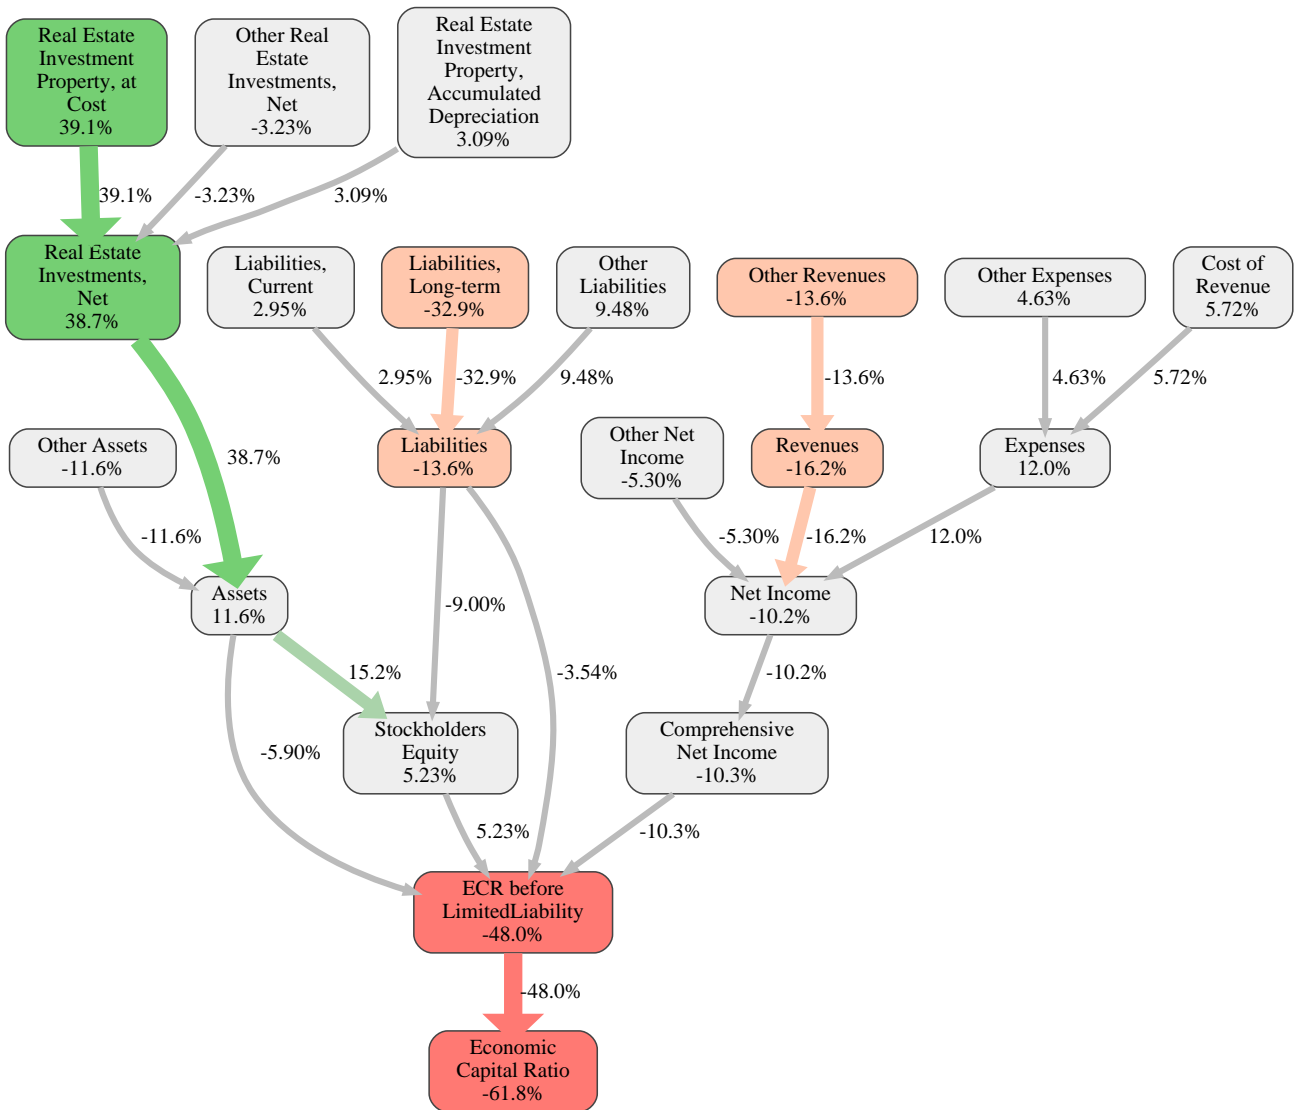 Real Estate
Investment
Property, at
Cost
39.1%
Other Real
Estate
Investments,
Net
-3.23%
Real Estate
Investment
Property,
Accumulated
Depreciation
3.09%
39.1%
-3.23%
3.09%
Real Estate
Investments,
Net
38.7%
Liabilities,
Current
2.95%
Liabilities,
Long-term
-32.9%
Other
Liabilities
9.48%
Other Revenues
-13.6%
Other Expenses
4.63%
Cost of
Revenue
5.72%
2.95%
-32.9%
9.48%
-13.6%
4.63%
5.72%
Other Assets
-11.6%
38.7%
Liabilities
-13.6%
Other Net
Income
-5.30%
Revenues
-16.2%
Expenses
12.0%
-11.6%
-5.30%
-16.2%
12.0%
Assets
11.6%
-9.00%
Net Income
-10.2%
15.2%
-3.54%
-10.2%
-5.90%
Stockholders
Equity
5.23%
Comprehensive
Net Income
-10.3%
5.23%
-10.3%
ECR before
LimitedLiability
-48.0%
-48.0%
Economic
Capital Ratio
-61.8%